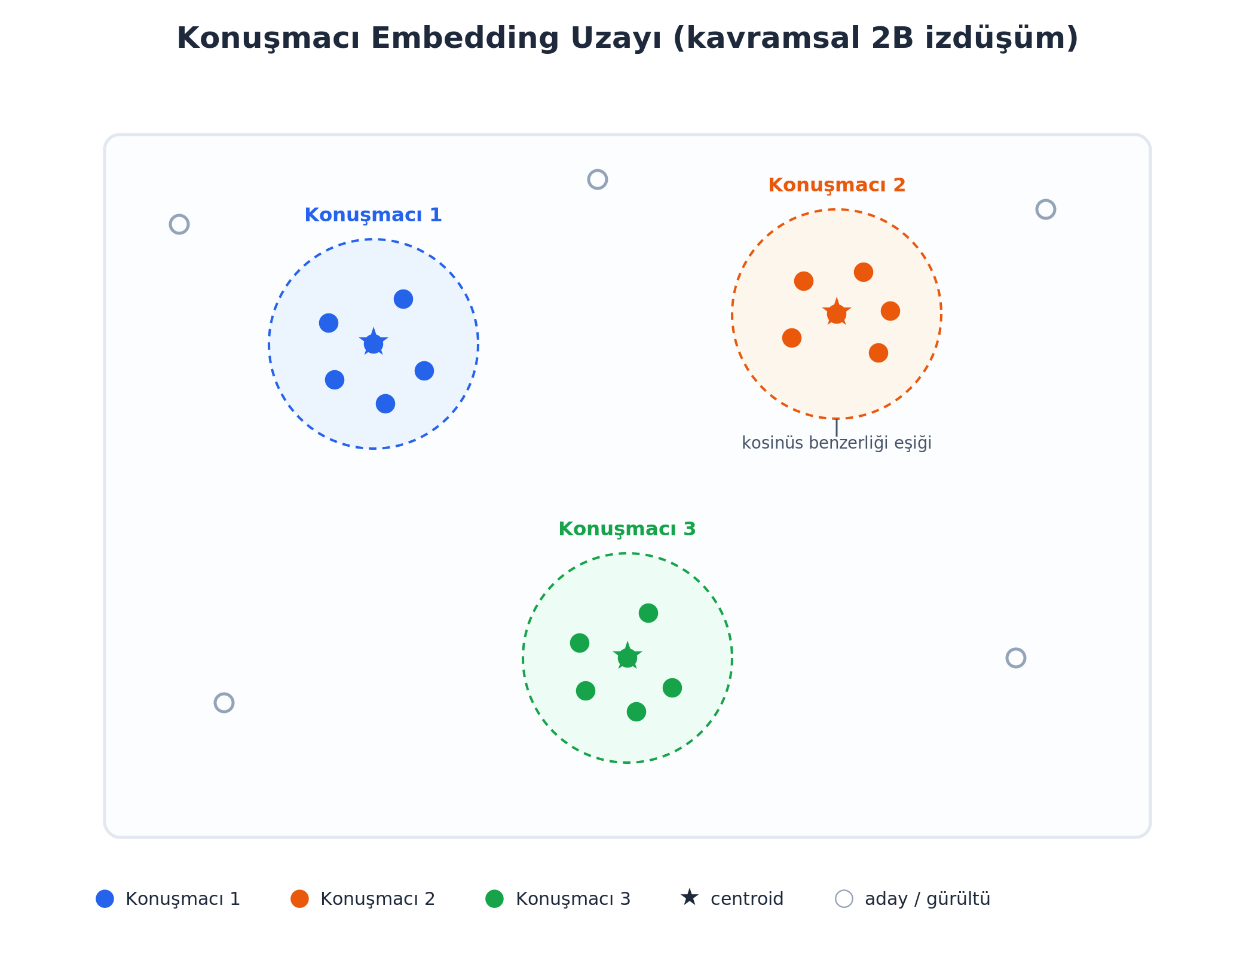 Konuşmacı Embedding Uzayı (kavramsal 2B izdüşüm)
Konuşmacı 2
Konuşmacı 1
kosinüs benzerliği eşiği
Konuşmacı 3
Konuşmacı 1 Konuşmacı 2 Konuşmacı 3 centroid aday / gürültü